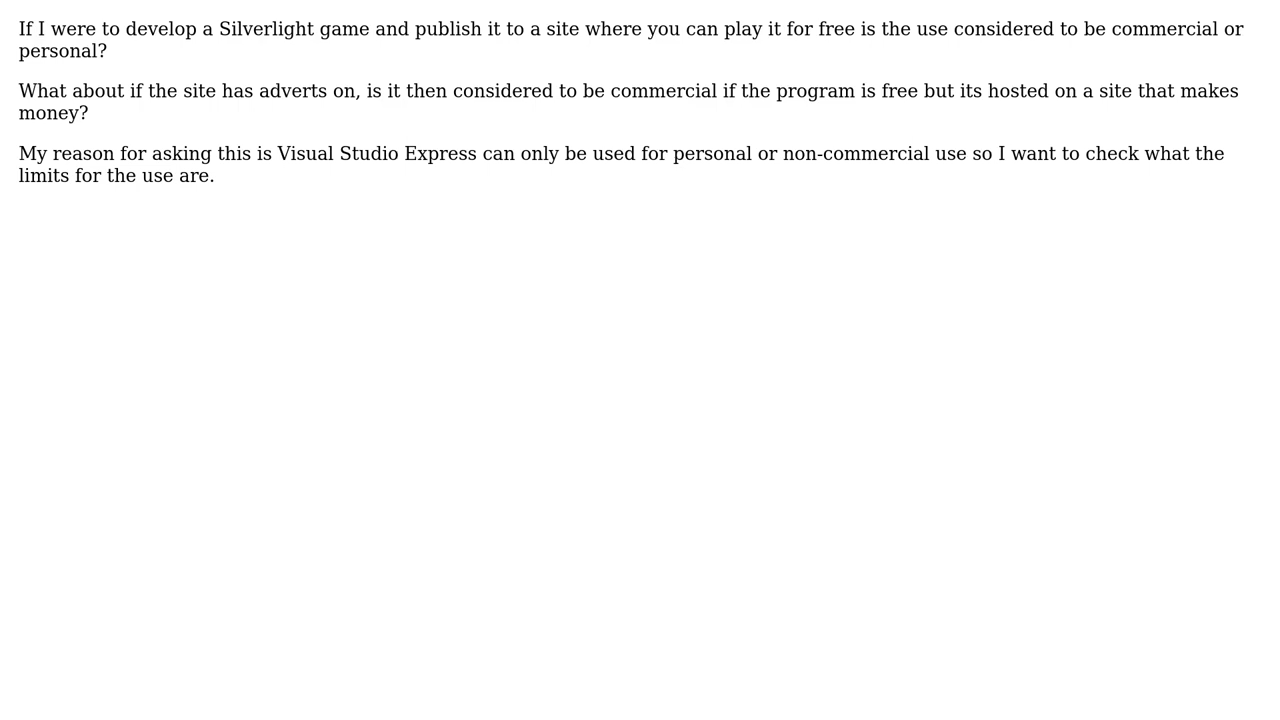 If I were to develop a Silverlight game and publish it to a site where you can play it for free is the use considered to be commercial or
personal?
What about if the site has adverts on, is it then considered to be commercial if the program is free but its hosted on a site that makes
money?
My reason for asking this is Visual Studio Express can only be used for personal or non-commercial use so I want to check what the
limits for the use are.